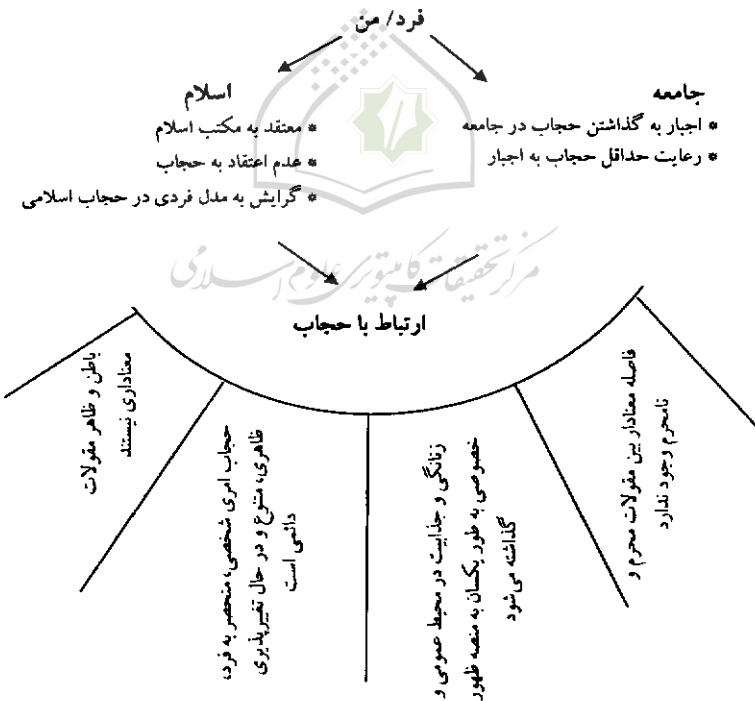 فرد/ من
جامعه
* اجبار به گذاشتن حجاب در جامعه
* رعایت حداقل حجاب به اجبار
اسلام
* معتقد به مکتب اسلام
* عدم اعتقاد به حجاب
* گرایش به مدل فردی در حجاب اسلامی
مرکز تحقیقات کامپیوتری علوم اسلامی
ارتباط با حجاب
فاصله معنادار بین مقولات محرم و
نامحرم وجود ندارد
زنانگی و جذابیت در محیط عمومی و
خصوصی به طور یکسان به منصه ظهور
گذاشته می‌شود
حجاب امری شخصی، منحصر به فرد،
ظاهری، متنوع و در حال تغییرپذیری
دائمی است
باطن و ظاهر مقولات
معناداری نیستند